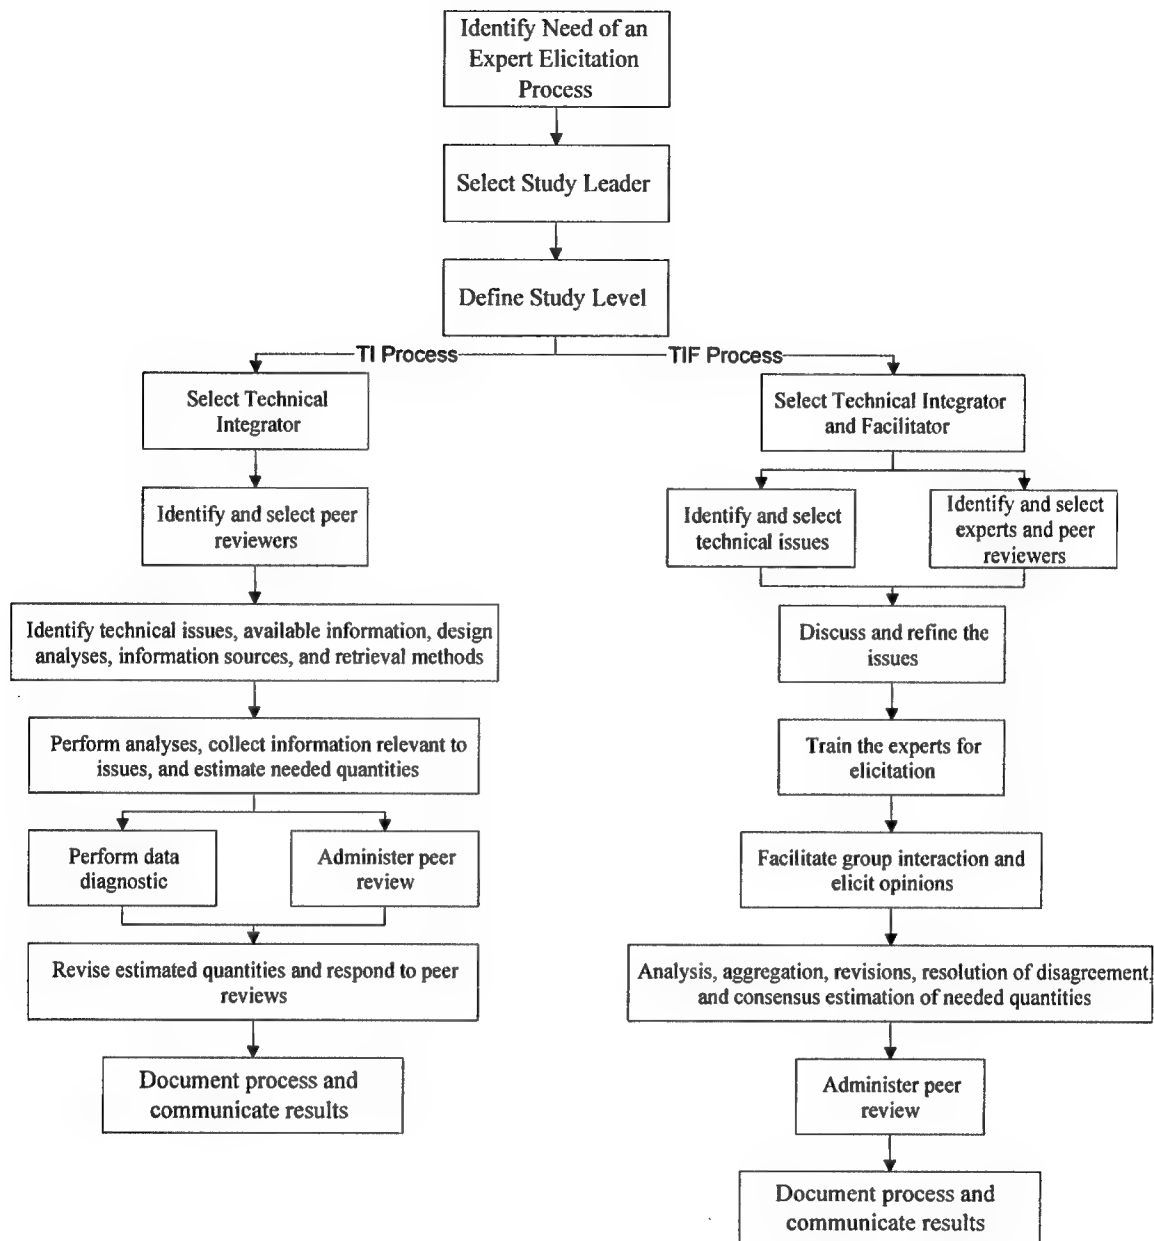 Identify Need of an
Expert Elicitation
Process
Select Study Leader
Define Study Level
TI Process
TIF Process
Select Technical
Integrator
Identify and select peer
reviewers
Identify technical issues, available information, design
analyses, information sources, and retrieval methods
Perform analyses, collect information relevant to
issues, and estimate needed quantities
Perform data
diagnostic
Administer peer
review
Revise estimated quantities and respond to peer
reviews
Document process and
communicate results
Select Technical Integrator
and Facilitator
Identify and select
technical issues
Identify and select
experts and peer
reviewers
Discuss and refine the
issues
Train the experts for
elicitation
Facilitate group interaction and
elicit opinions
Analysis, aggregation, revisions, resolution of disagreement,
and consensus estimation of needed quantities
Administer peer
review
Document process and
communicate results